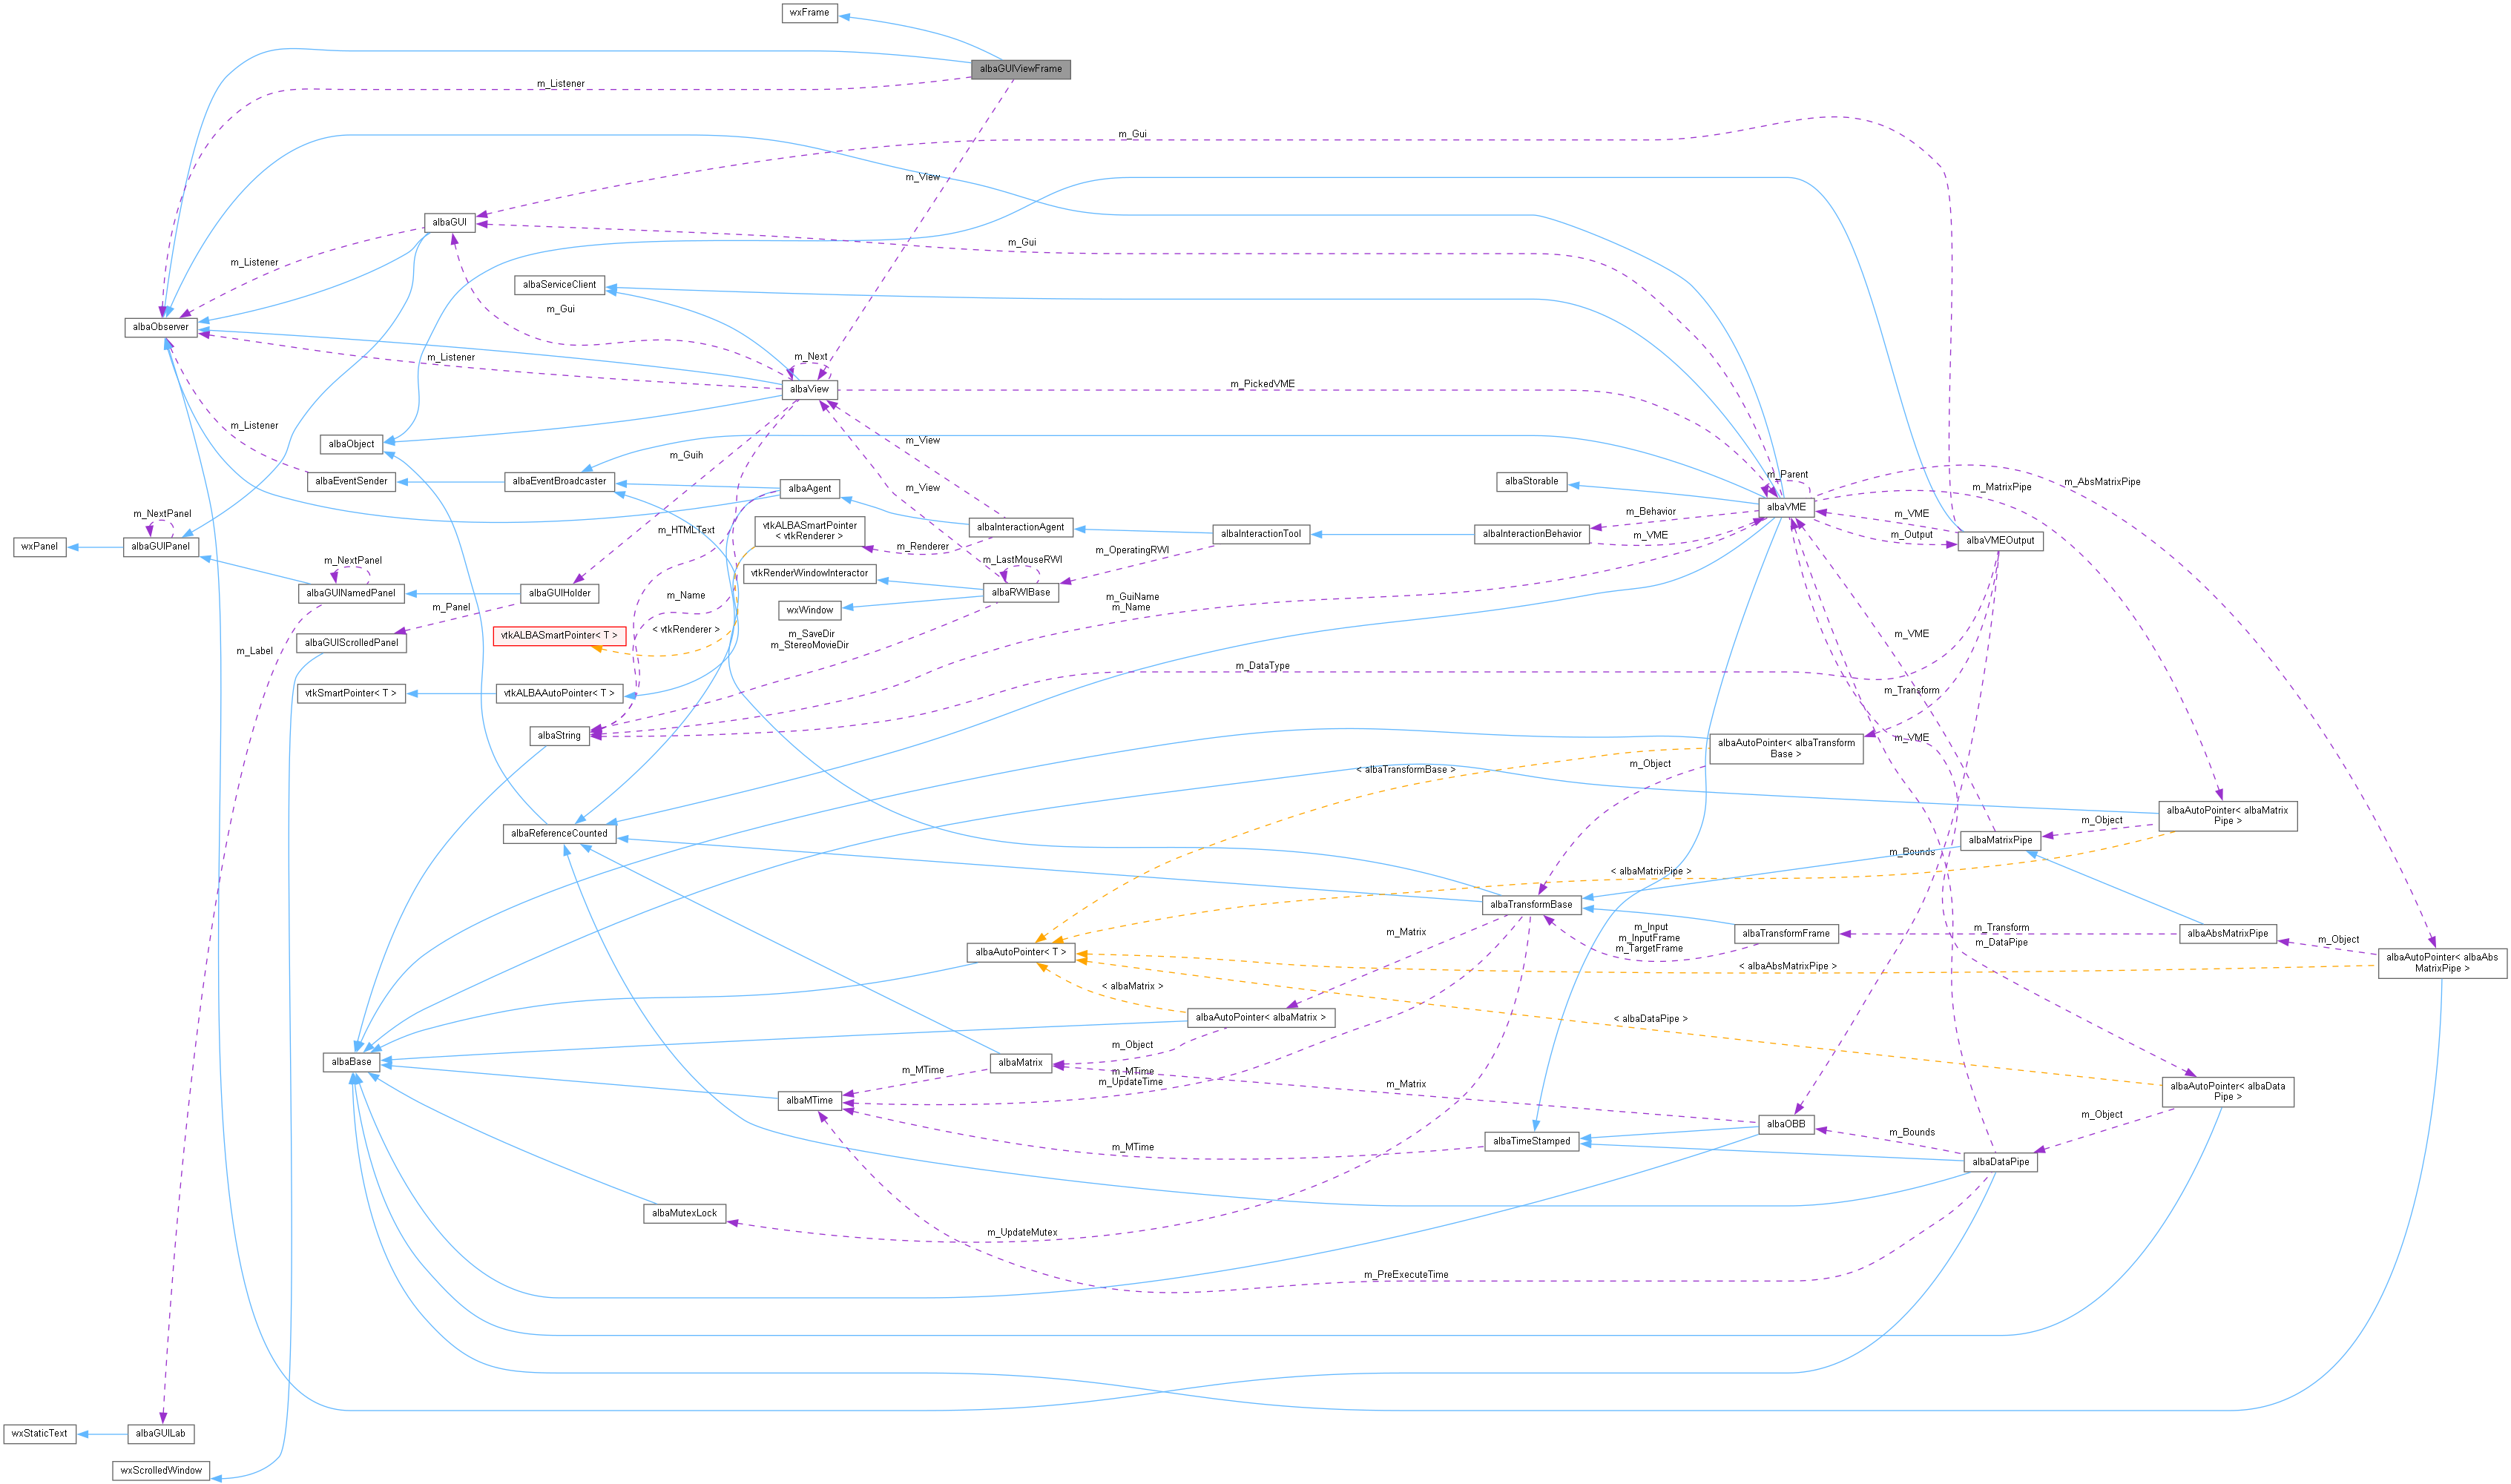 wxFrame
albaGUIViewFrame
m_Listener
m_Gui
m_View
albaGUI
m_Gui
m_Listener
albaServiceClient
m_Gui
albaObserver
m_Listener
m_Next
albaView
m_PickedVME
albaObject
m_Listener
m_View
m_Guih
m_Parent
m_AbsMatrixPipe
m_MatrixPipe
albaEventSender
albaEventBroadcaster
albaAgent
m_View
albaStorable
albaVME
m_NextPanel
m_HTMLText
vtkALBASmartPointer
< vtkRenderer >
albaInteractionAgent
albaInteractionTool
albaInteractionBehavior
m_Behavior
m_VME
m_VME
m_Output
albaVMEOutput
wxPanel
albaGUIPanel
m_Renderer
m_OperatingRWI
m_NextPanel
m_LastMouseRWI
vtkRenderWindowInteractor
albaGUINamedPanel
albaGUIHolder
albaRWIBase
m_Panel
m_Name
wxWindow
m_GuiName
m_Name
< vtkRenderer >
vtkALBASmartPointer< T >
m_SaveDir
m_StereoMovieDir
m_VME
albaGUIScrolledPanel
m_Label
m_DataType
vtkSmartPointer< T >
vtkALBAAutoPointer< T >
m_Transform
albaString
m_VME
albaAutoPointer< albaTransform
Base >
< albaTransformBase >
m_Object
albaAutoPointer< albaMatrix
Pipe >
m_Object
albaReferenceCounted
albaMatrixPipe
m_Bounds
< albaMatrixPipe >
albaTransformBase
m_Matrix
m_Input
m_InputFrame
m_TargetFrame
albaTransformFrame
m_Transform
albaAbsMatrixPipe
m_Object
m_DataPipe
albaAutoPointer< T >
< albaAbsMatrixPipe >
albaAutoPointer< albaAbs
MatrixPipe >
< albaMatrix >
albaAutoPointer< albaMatrix >
< albaDataPipe >
m_Object
albaBase
albaMatrix
m_MTime
m_MTime
m_UpdateTime
m_Matrix
albaAutoPointer< albaData
Pipe >
albaMTime
m_Object
albaOBB
m_Bounds
albaTimeStamped
m_MTime
albaDataPipe
albaMutexLock
m_UpdateMutex
m_PreExecuteTime
wxStaticText
albaGUILab
wxScrolledWindow